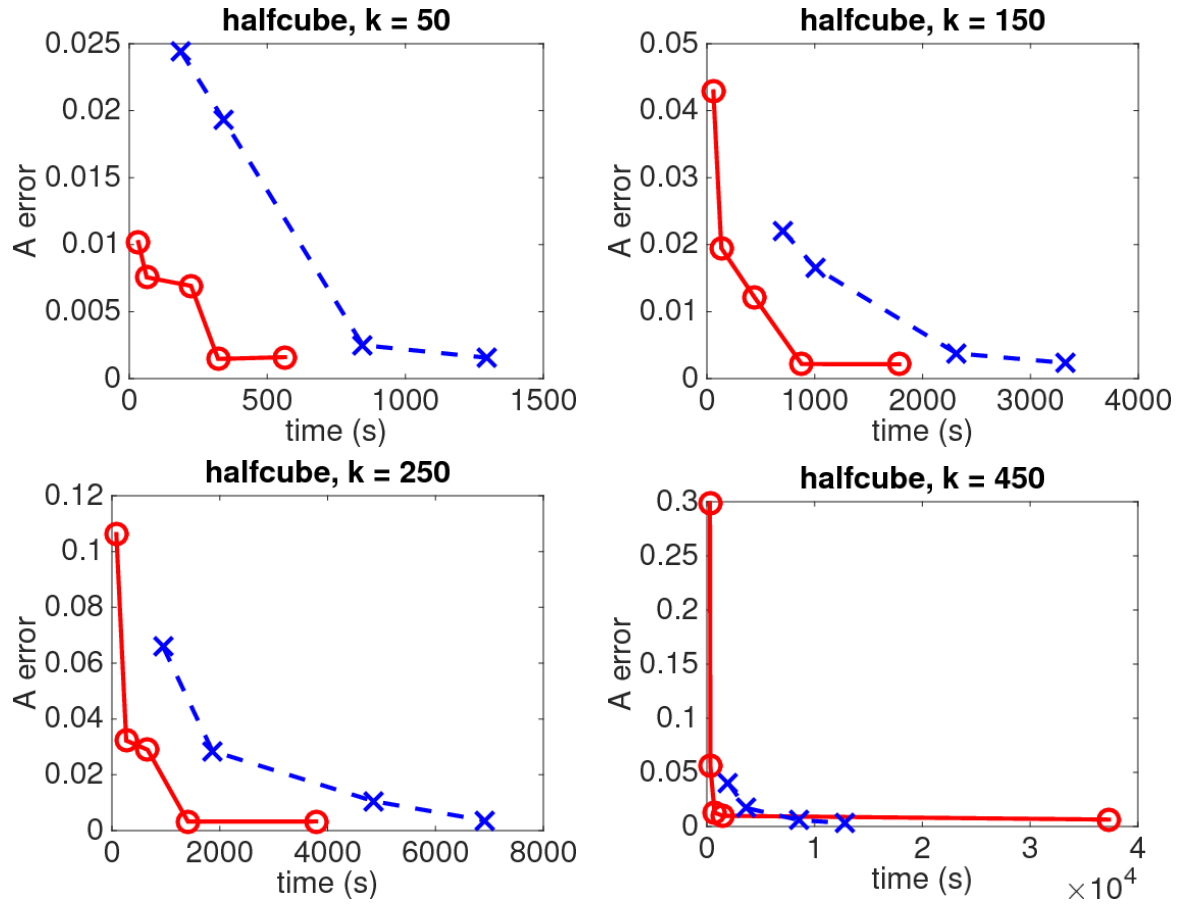 halfcube, k = 50
0.025
0.02
0.015
0.01
0.005
0
A error
0 500 1000 1500
time (s)
halfcube, k = 150
0.05
0.04
0.03
0.02
0.01
0
A error
0 1000 2000 3000 4000
time (s)
halfcube, k = 250
0.12
0.1
0.08
0.06
0.04
0.02
0
A error
0 2000 4000 6000 8000
time (s)
halfcube, k = 450
0.3
0.25
0.2
0.15
0.1
0.05
0
A error
0 1 2 3 4
time (s)
×10⁴